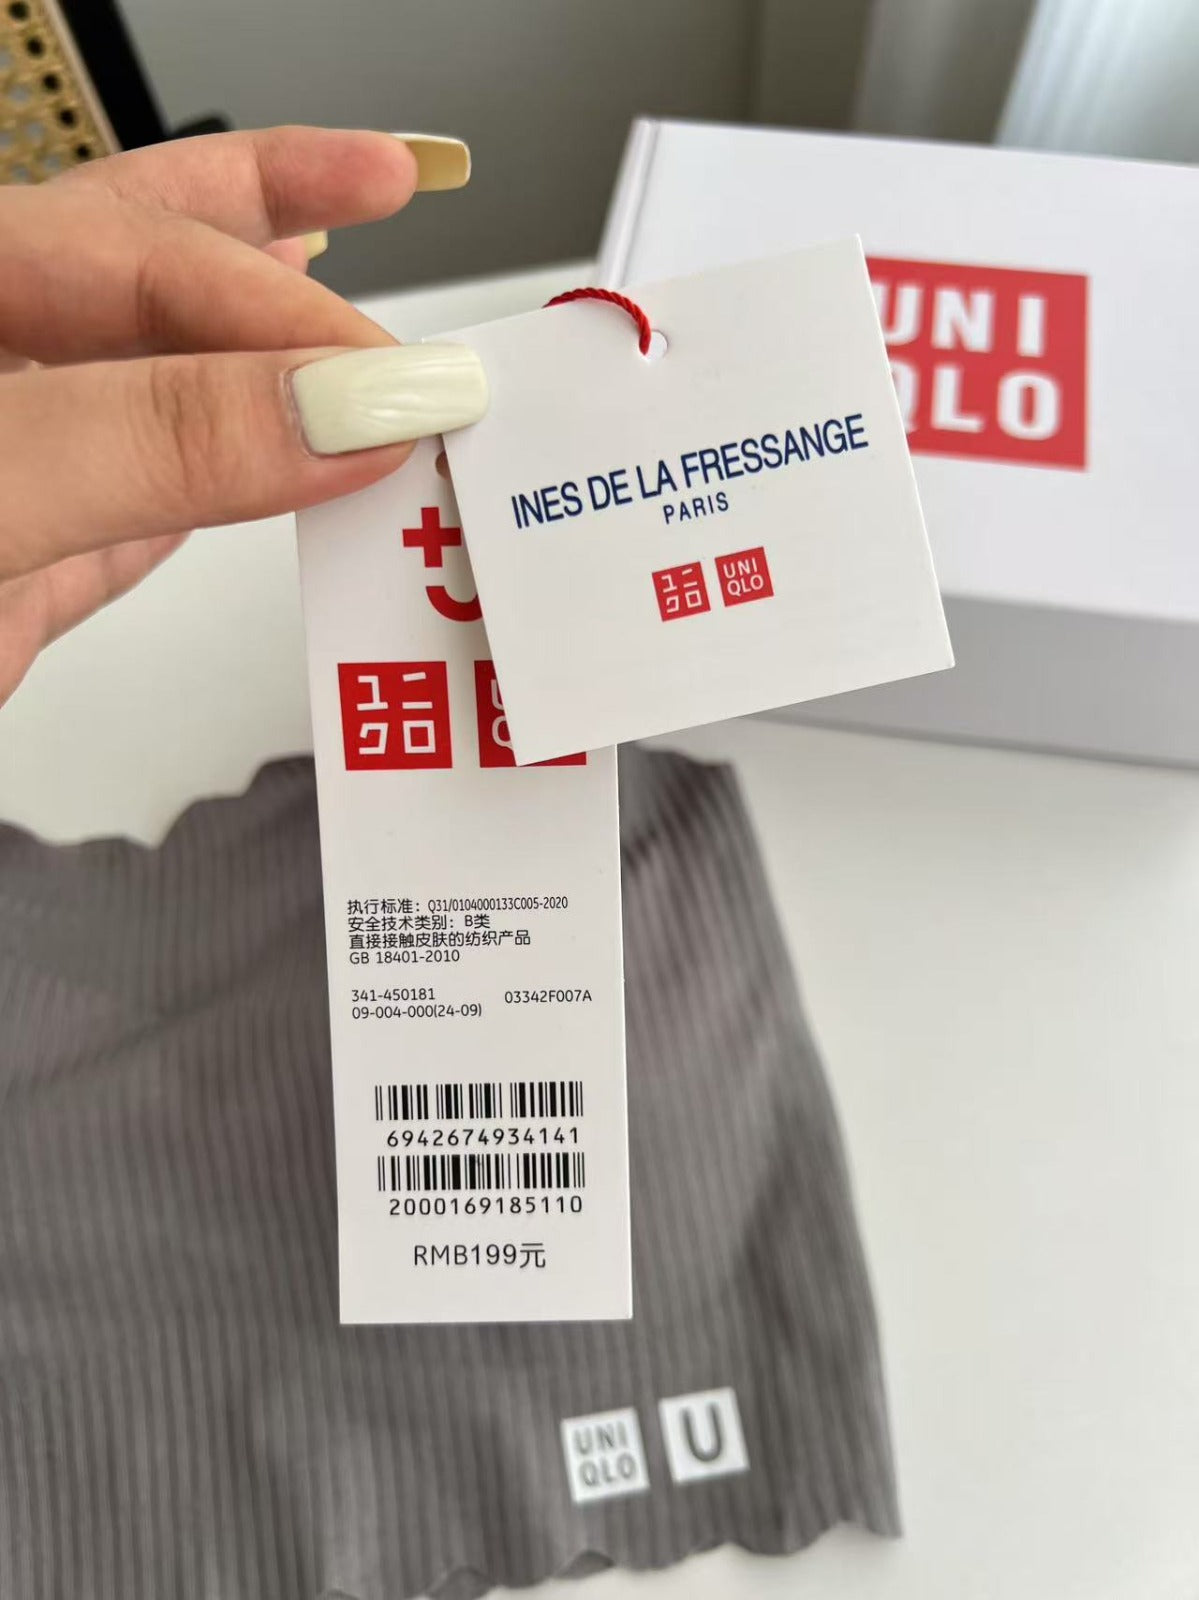 UNI
QLO
INES DE LA FRESSANGE
PARIS
ユニ
クロ
UNI
QLO
ユニ
クロ
执行标准：Q31/0104000133C005-2020
安全技术类别：B类
直接接触皮肤的纺织产品
GB 18401-2010
341-450181 03342F007A
09-004-000(24-09)
6942674934141
2000169185110
RMB199元
UNI
QLO
U